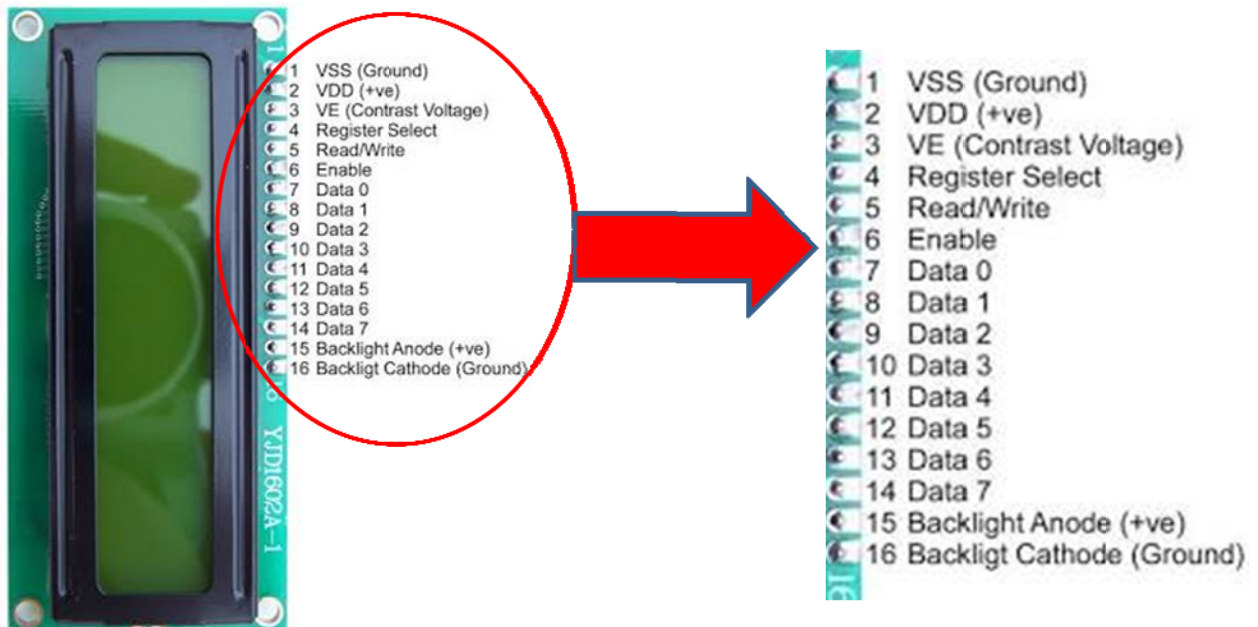 1
1 VSS (Ground)
2 VDD (+ve)
3 VE (Contrast Voltage)
4 Register Select
5 Read/Write
6 Enable
7 Data 0
8 Data 1
9 Data 2
10 Data 3
11 Data 4
12 Data 5
13 Data 6
14 Data 7
15 Backlight Anode (+ve)
16 Backligt Cathode (Ground)
16
YJD1602A-1
1 VSS (Ground)
2 VDD (+ve)
3 VE (Contrast Voltage)
4 Register Select
5 Read/Write
6 Enable
7 Data 0
8 Data 1
9 Data 2
10 Data 3
11 Data 4
12 Data 5
13 Data 6
14 Data 7
15 Backlight Anode (+ve)
16 Backligt Cathode (Ground)
16